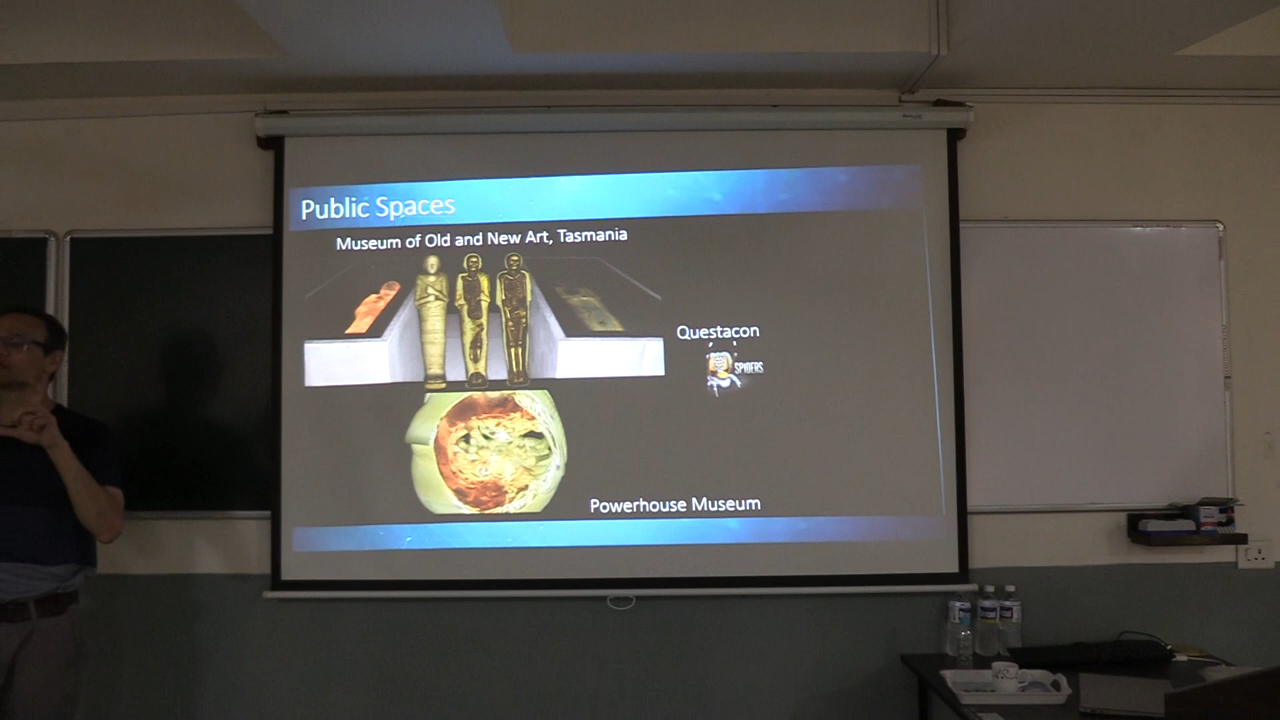 Public Spaces
Museum of Old and New Art, Tasmania
Questacon
SPIDERS
Powerhouse Museum